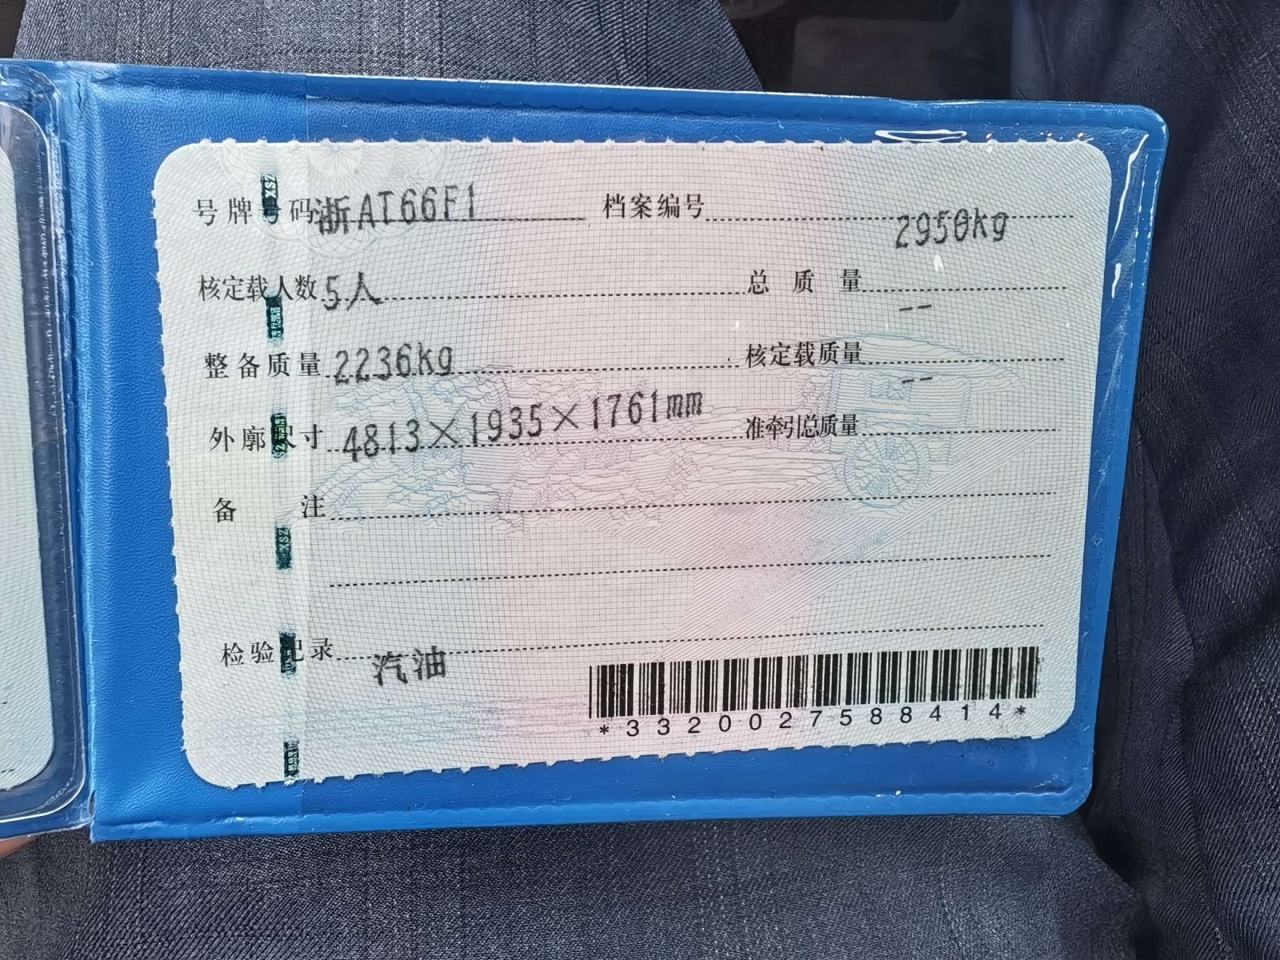 号牌号码 浙AT66F1 档案编号
核定载人数 5人 总质量 2950kg
整备质量 2236kg 核定载质量 --
外廓尺寸 4813×1935×1761mm 准牵引总质量 --
备注
检验记录 汽油
*3320027588414*